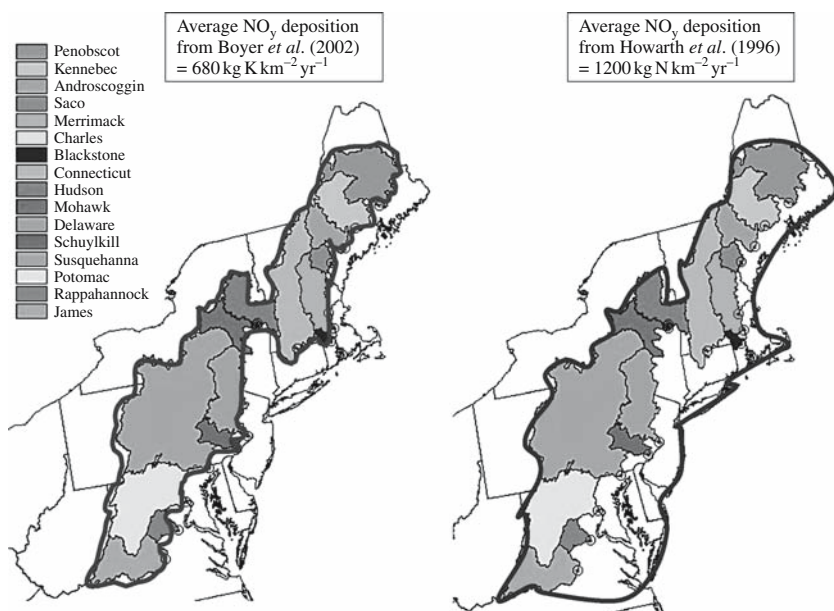 Average NOy deposition
from Boyer et al. (2002)
= 680 kg K km⁻² yr⁻¹
Average NOy deposition
from Howarth et al. (1996)
= 1200 kg N km⁻² yr⁻¹
Penobscot
Kennebec
Androscoggin
Saco
Merrimack
Charles
Blackstone
Connecticut
Hudson
Mohawk
Delaware
Schuylkill
Susquehanna
Potomac
Rappahannock
James